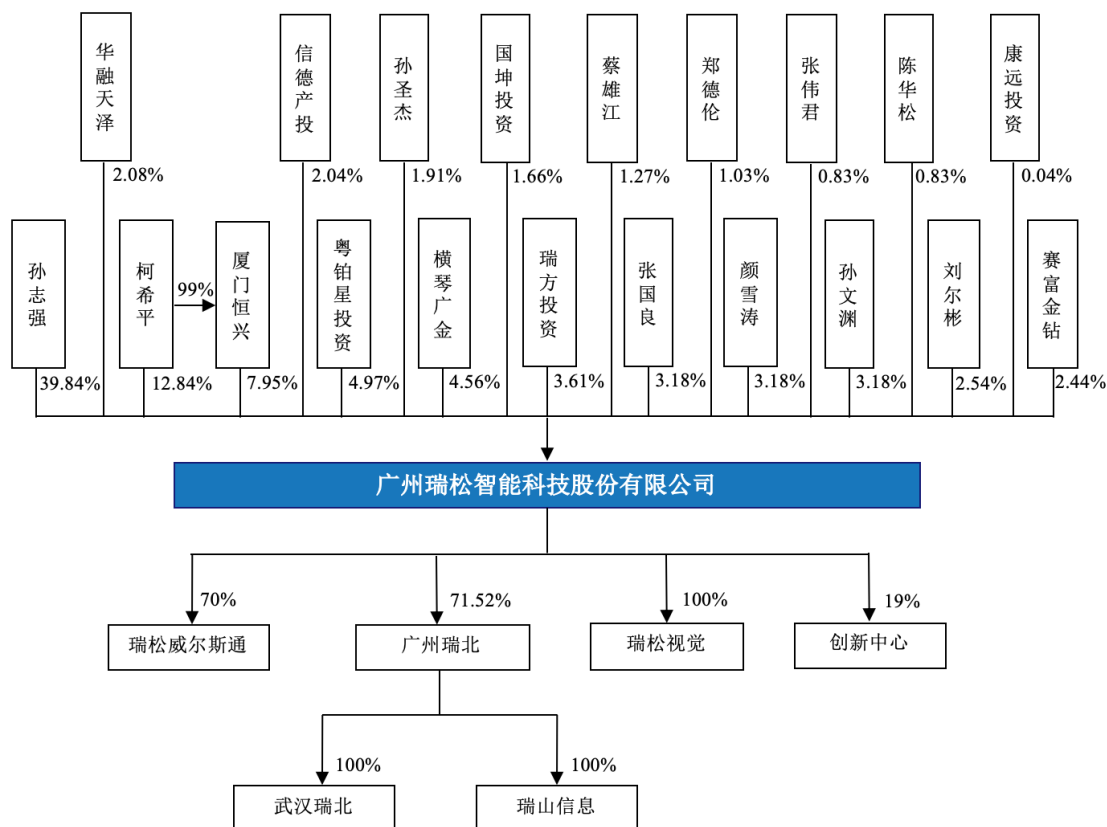 华融天泽
信德产投
孙圣杰
国坤投资
蔡雄江
郑德伦
张伟君
陈华松
康远投资
2.08%
2.04%
1.91%
1.66%
1.27%
1.03%
0.83%
0.83%
0.04%
孙志强
柯希平
99%
厦门恒兴
粤铂星投资
横琴广金
瑞方投资
张国良
颜雪涛
孙文渊
刘尔彬
赛富金钻
39.84%
12.84%
7.95%
4.97%
4.56%
3.61%
3.18%
3.18%
3.18%
2.54%
2.44%
广州瑞松智能科技股份有限公司
70%
71.52%
100%
19%
瑞松威尔斯通
广州瑞北
瑞松视觉
创新中心
100%
100%
武汉瑞北
瑞山信息